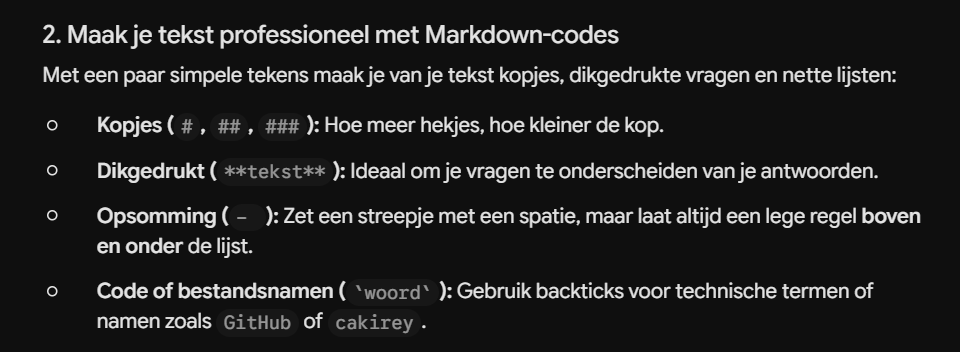 2. Maak je tekst professioneel met Markdown-codes
Met een paar simpele tekens maak je van je tekst kopjes, dikgedrukte vragen en nette lijsten:
Kopjes ( # , ## , ### ): Hoe meer hekjes, hoe kleiner de kop.
Dikgedrukt ( **tekst** ): Ideaal om je vragen te onderscheiden van je antwoorden.
Opsomming ( - ): Zet een streepje met een spatie, maar laat altijd een lege regel boven
en onder de lijst.
Code of bestandsnamen ( `woord` ): Gebruik backticks voor technische termen of
namen zoals GitHub of cakirey .